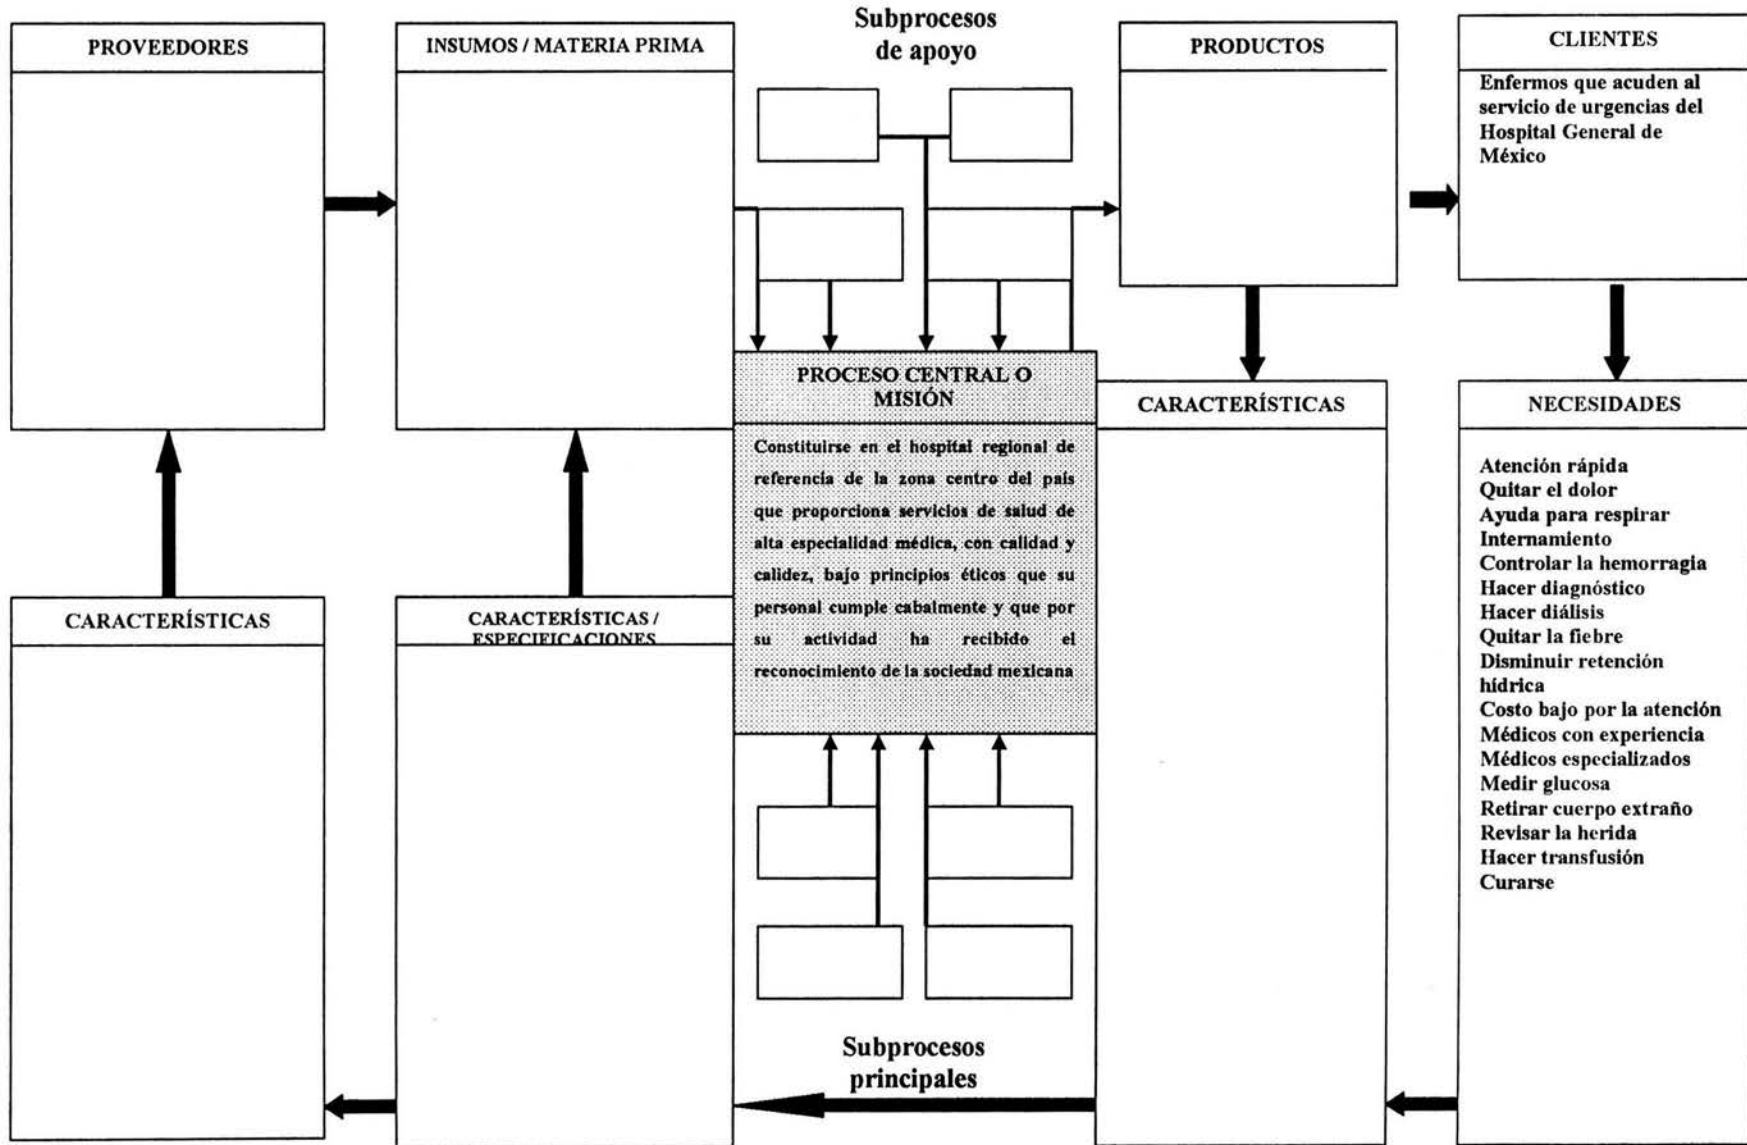 PROVEEDORES
INSUMOS / MATERIA PRIMA
Subprocesos
de apoyo
PRODUCTOS
CLIENTES
Enfermos que acuden al
servicio de urgencias del
Hospital General de
México
PROCESO CENTRAL O
MISIÓN
Constituirse en el hospital regional de
referencia de la zona centro del país
que proporciona servicios de salud de
alta especialidad médica, con calidad y
calidez, bajo principios éticos que su
personal cumple cabalmente y que por
su actividad ha recibido el
reconocimiento de la sociedad mexicana
CARACTERÍSTICAS
NECESIDADES
Atención rápida
Quitar el dolor
Ayuda para respirar
Internamiento
Controlar la hemorragia
Hacer diagnóstico
Hacer diálisis
Quitar la fiebre
Disminuir retención
hídrica
Costo bajo por la atención
Médicos con experiencia
Médicos especializados
Medir glucosa
Retirar cuerpo extraño
Revisar la herida
Hacer transfusión
Curarse
CARACTERÍSTICAS
CARACTERÍSTICAS /
ESPECIFICACIONES
Subprocesos
principales